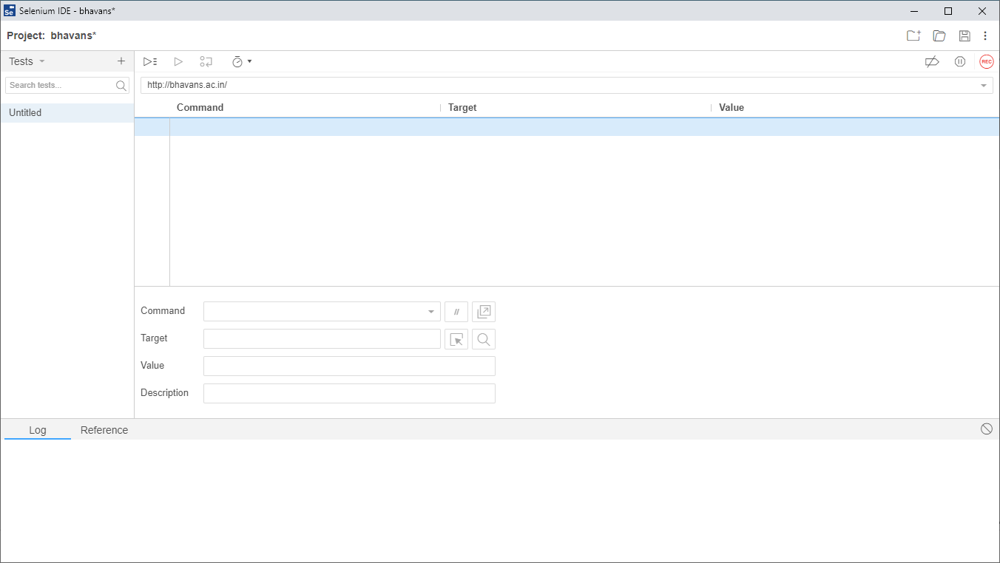 Se Selenium IDE - bhavans*
Project: bhavans*
Tests
Search tests...
Untitled
REC
http://bhavans.ac.in/
Command Target Value
Command //
Target
Value
Description
Log Reference